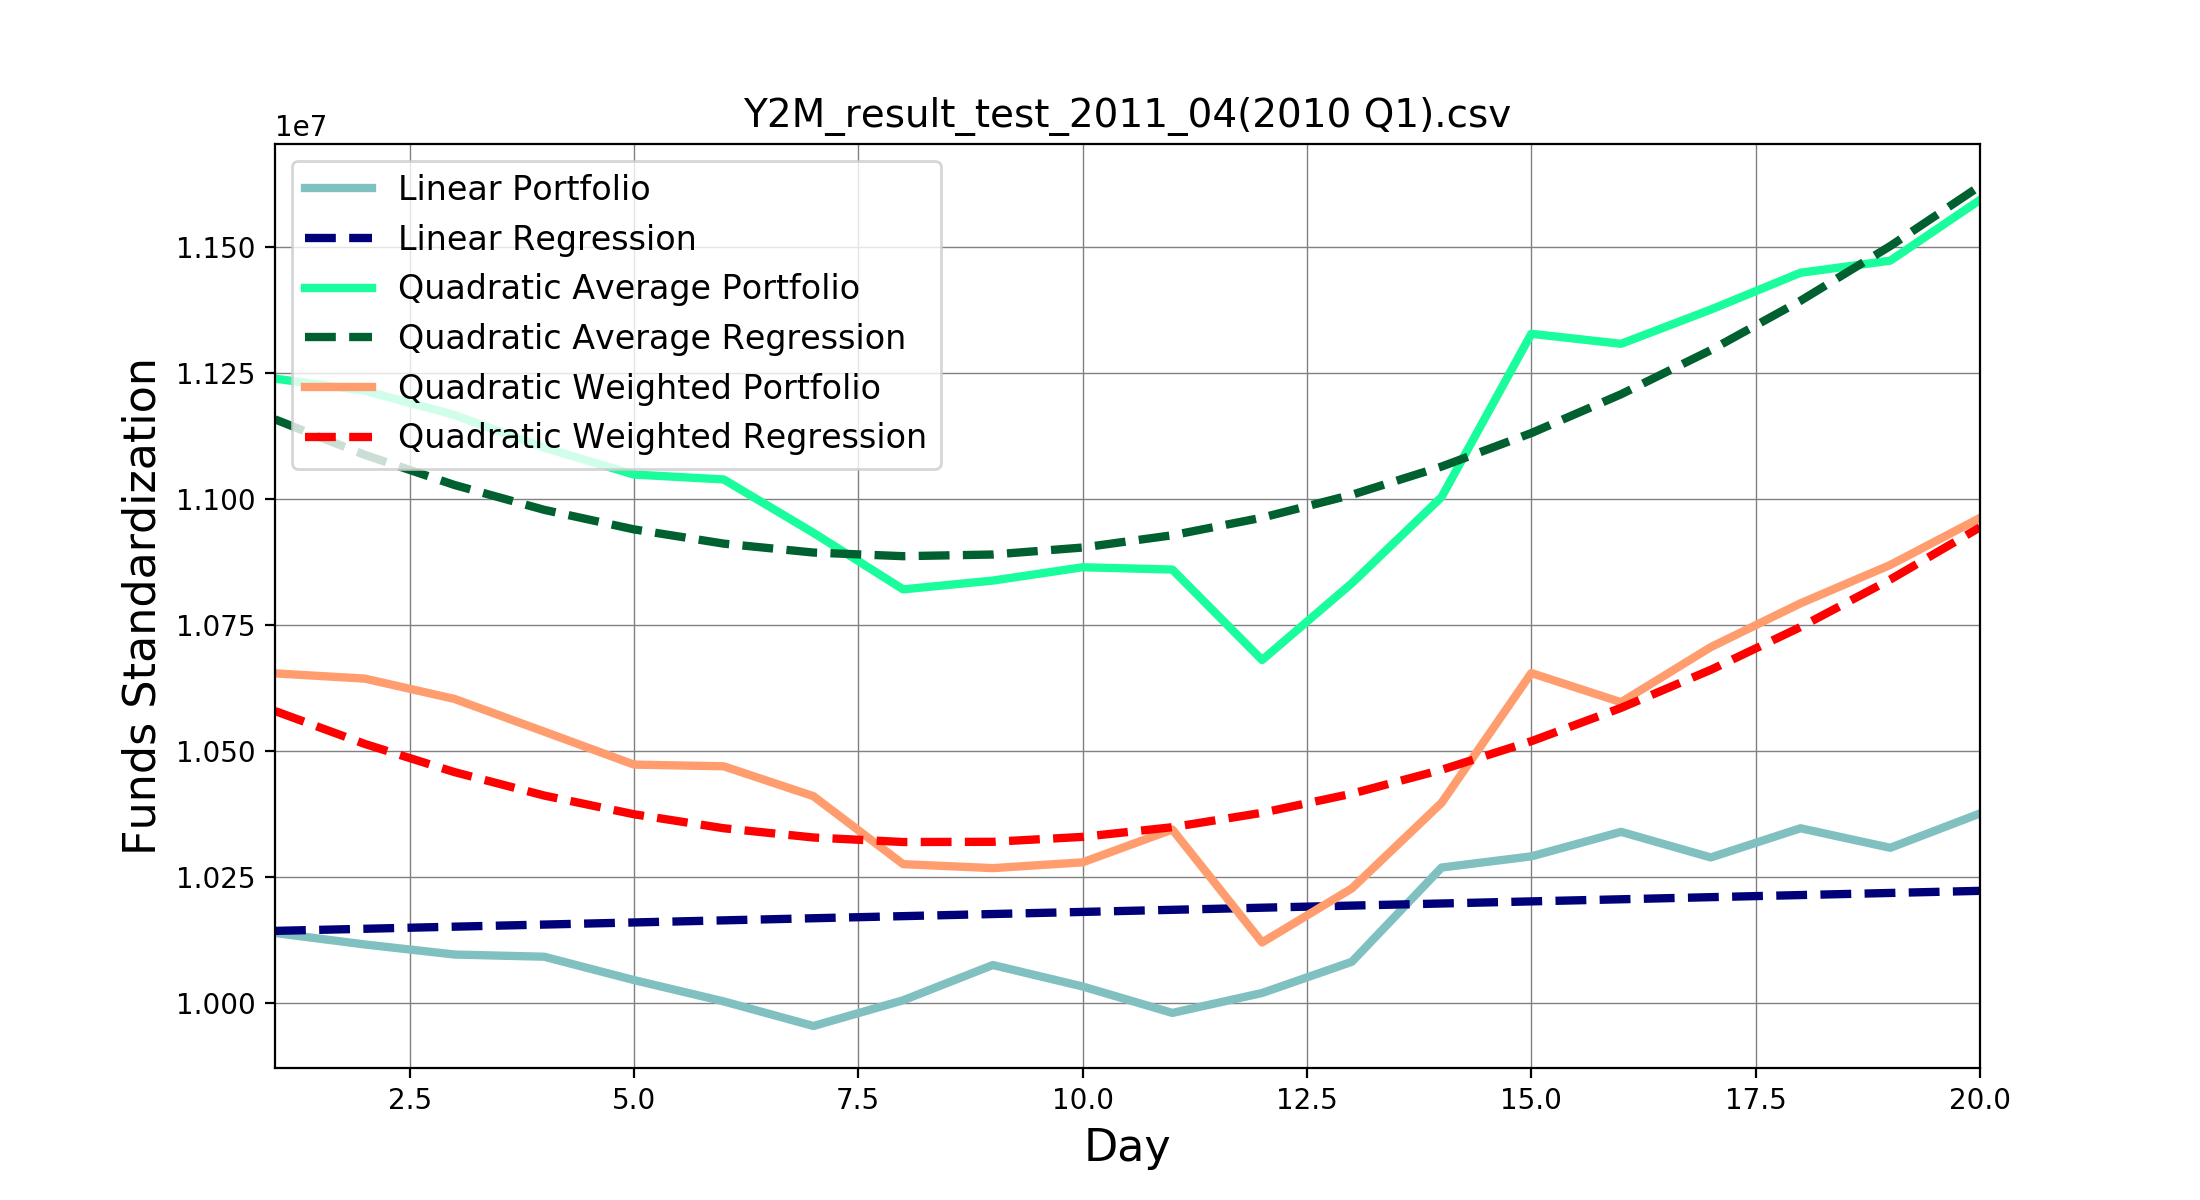 Y2M_result_test_2011_04(2010 Q1).csv
1e7
Linear Portfolio
Linear Regression
Quadratic Average Portfolio
Quadratic Average Regression
Quadratic Weighted Portfolio
Quadratic Weighted Regression
1.150
1.125
1.100
1.075
1.050
1.025
1.000
Funds Standardization
2.5 5.0 7.5 10.0 12.5 15.0 17.5 20.0
Day